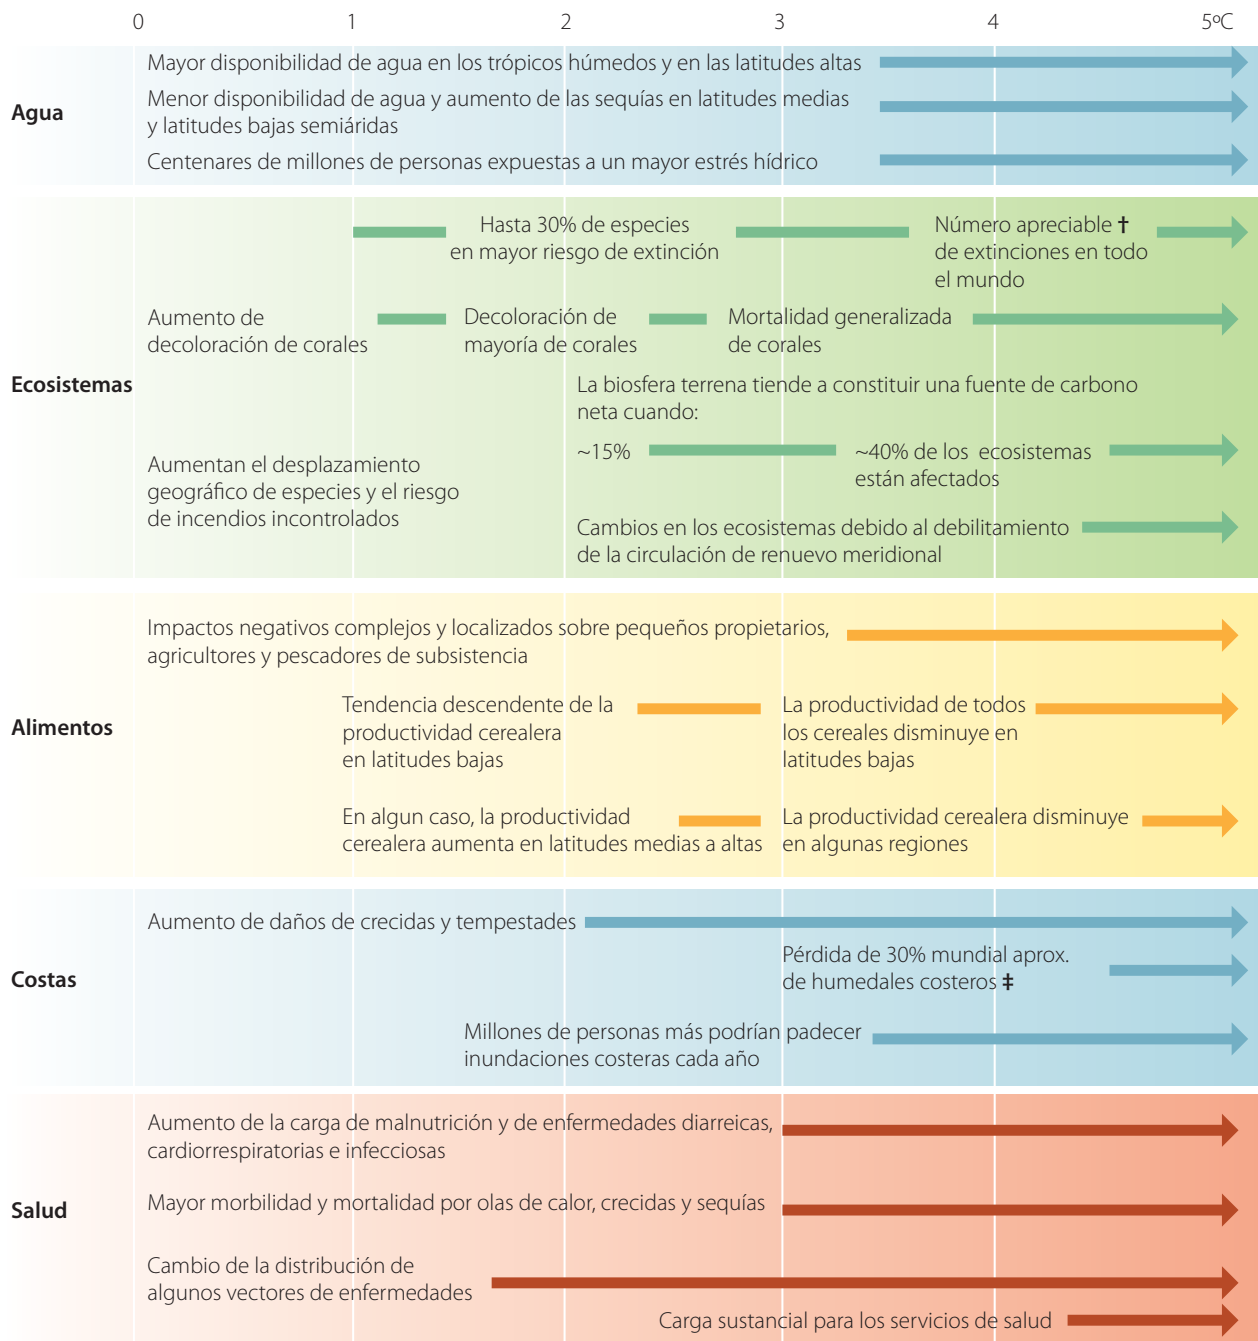 0 1 2 3 4 5ºC
Agua
Mayor disponibilidad de agua en los trópicos húmedos y en las latitudes altas
Menor disponibilidad de agua y aumento de las sequías en latitudes medias
y latitudes bajas semiáridas
Centenares de millones de personas expuestas a un mayor estrés hídrico
Ecosistemas
Hasta 30% de especies
en mayor riesgo de extinción
Número apreciable †
de extinciones en todo
el mundo
Aumento de
decoloración de corales
Decoloración de
mayoría de corales
Mortalidad generalizada
de corales
La biosfera terrena tiende a constituir una fuente de carbono
neta cuando:
~15%
~40% de los ecosistemas
están afectados
Aumentan el desplazamiento
geográfico de especies y el riesgo
de incendios incontrolados
Cambios en los ecosistemas debido al debilitamiento
de la circulación de renuevo meridional
Alimentos
Impactos negativos complejos y localizados sobre pequeños propietarios,
agricultores y pescadores de subsistencia
Tendencia descendente de la
productividad cerealera
en latitudes bajas
La productividad de todos
los cereales disminuye en
latitudes bajas
En algun caso, la productividad
cerealera aumenta en latitudes medias a altas
La productividad cerealera disminuye
en algunas regiones
Costas
Aumento de daños de crecidas y tempestades
Pérdida de 30% mundial aprox.
de humedales costeros ‡
Millones de personas más podrían padecer
inundaciones costeras cada año
Salud
Aumento de la carga de malnutrición y de enfermedades diarreicas,
cardiorrespiratorias e infecciosas
Mayor morbilidad y mortalidad por olas de calor, crecidas y sequías
Cambio de la distribución de
algunos vectores de enfermedades
Carga sustancial para los servicios de salud